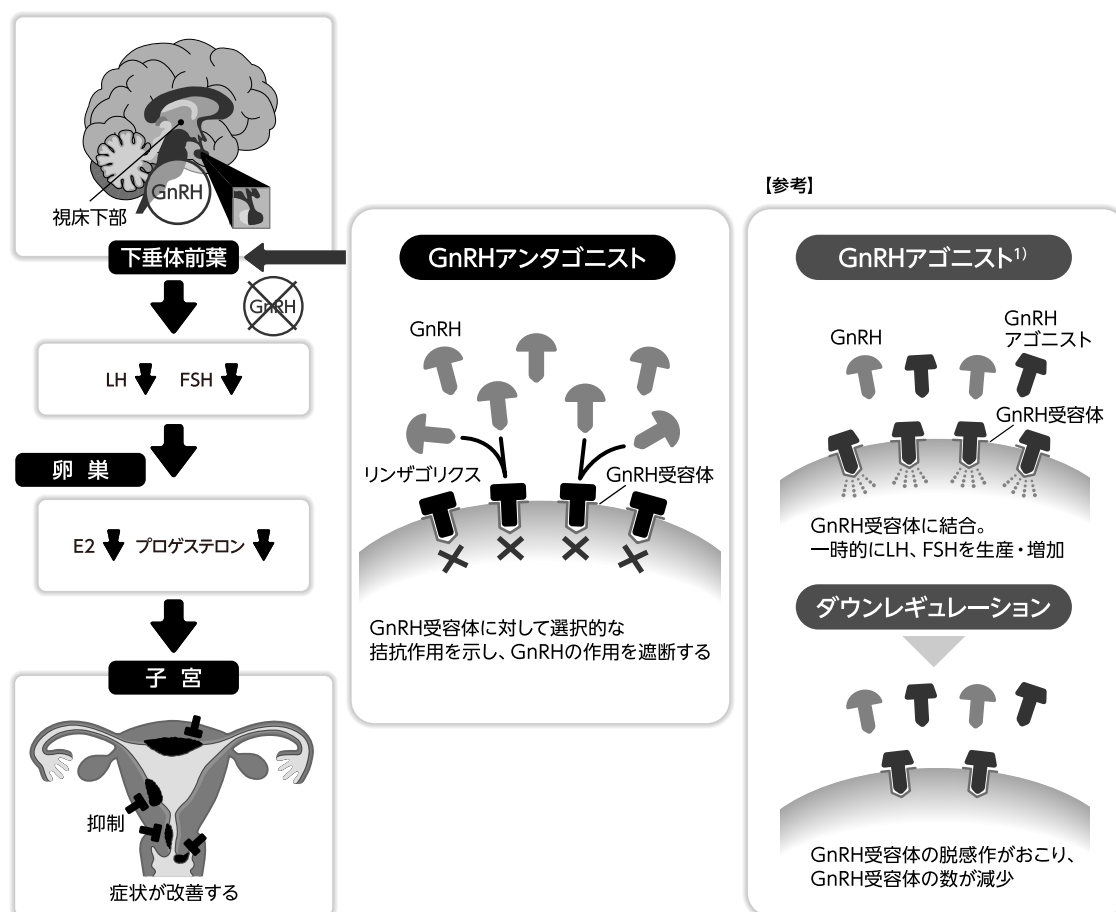 視床下部
GnRH
下垂体前葉
GnRH
LH
FSH
卵巣
E2
プロゲステロン
子宮
抑制
症状が改善する
GnRHアンタゴニスト
GnRH
リンザゴリクス
GnRH受容体
GnRH受容体に対して選択的な
拮抗作用を示し、GnRHの作用を遮断する
【参考】
GnRHアゴニスト1)
GnRH
GnRH
アゴニスト
GnRH受容体
GnRH受容体に結合。
一時的にLH、FSHを生産・増加
ダウンレギュレーション
GnRH受容体の脱感作がおこり、
GnRH受容体の数が減少